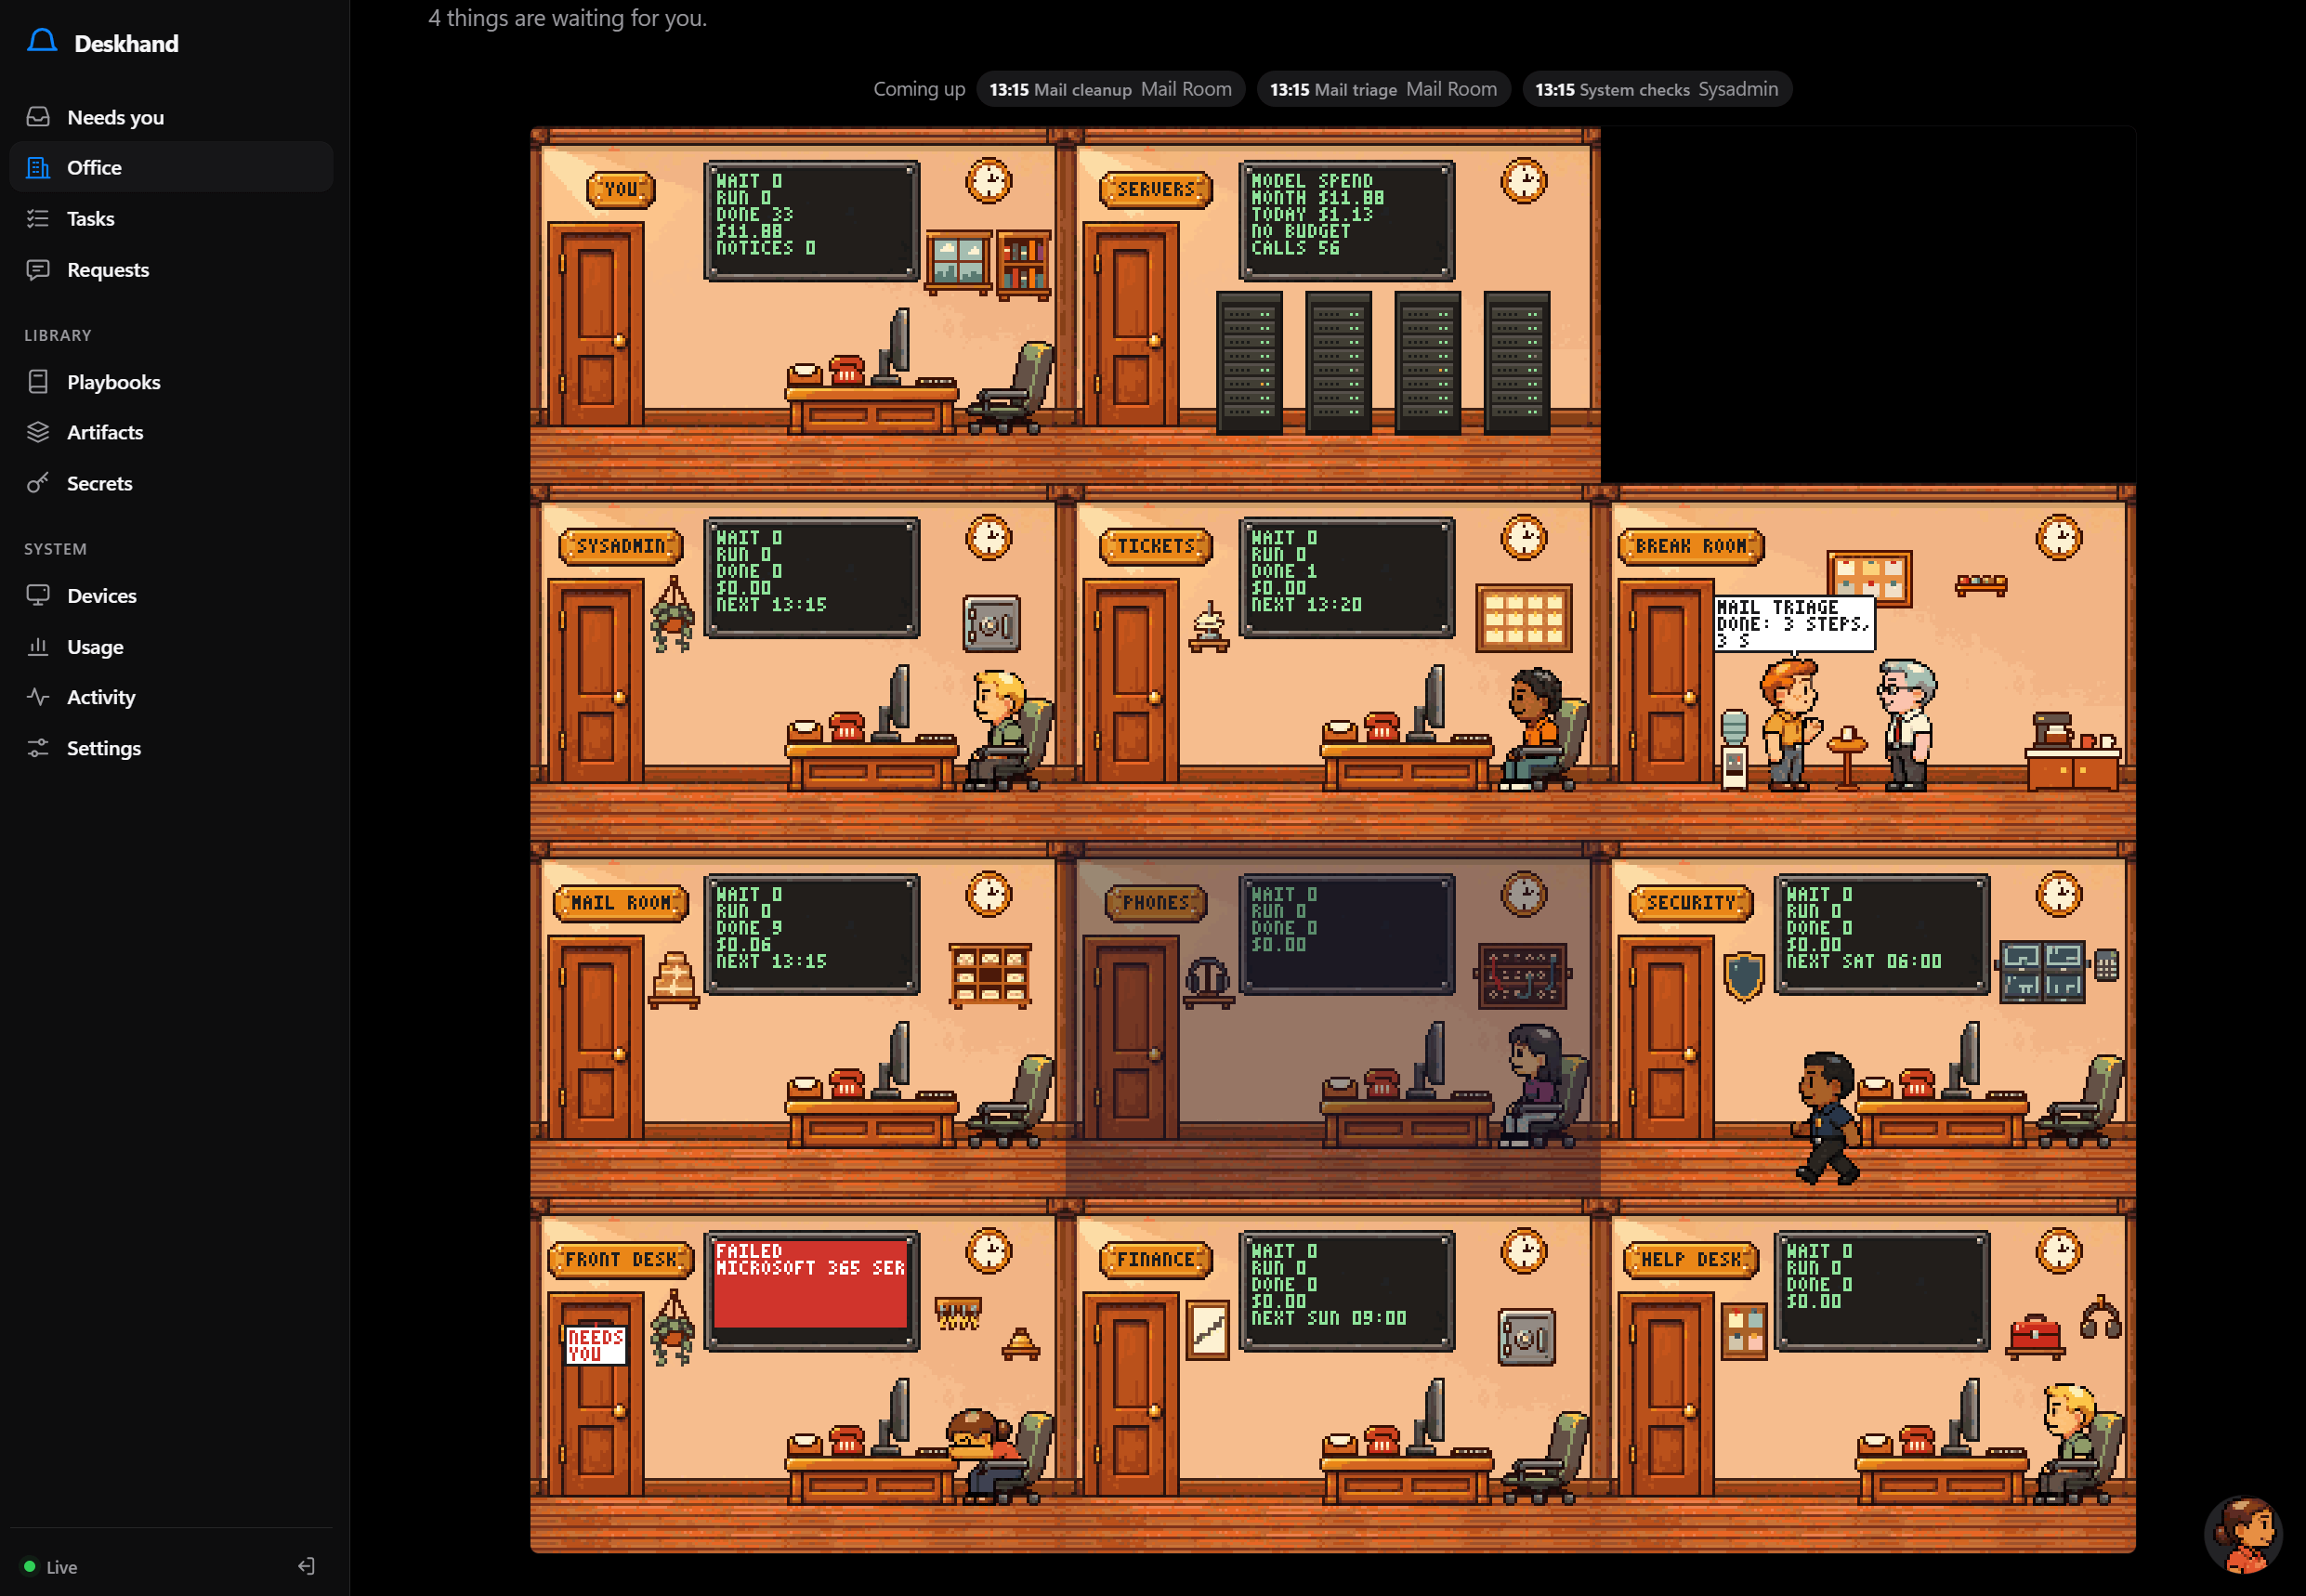 4 things are waiting for you.
Deskhand
Needs you
Office
Tasks
Requests
LIBRARY
Playbooks
Artifacts
Secrets
SYSTEM
Devices
Usage
Activity
Settings
Live
Coming up 13:15 Mail cleanup Mail Room 13:15 Mail triage Mail Room 13:15 System checks Sysadmin
YOU
WAIT 0
RUN 0
DONE 33
$11.88
NOTICES 0
SERVERS
MODEL SPEND
MONTH $11.88
TODAY $1.13
NO BUDGET
CALLS 56
SYSADMIN
WAIT 0
RUN 0
DONE 0
$0.00
NEXT 13:15
TICKETS
WAIT 0
RUN 0
DONE 1
$0.00
NEXT 13:20
BREAK ROOM
MAIL TRIAGE
DONE: 3 STEPS,
3 S
MAIL ROOM
WAIT 0
RUN 0
DONE 9
$0.06
NEXT 13:15
PHONES
WAIT 0
RUN 0
DONE 0
$0.00
SECURITY
WAIT 0
RUN 0
DONE 0
$0.00
NEXT SAT 06:00
FRONT DESK
FAILED
MICROSOFT 365 SER
NEEDS
YOU
FINANCE
WAIT 0
RUN 0
DONE 0
$0.00
NEXT SUN 09:00
HELP DESK
WAIT 0
RUN 0
DONE 0
$0.00